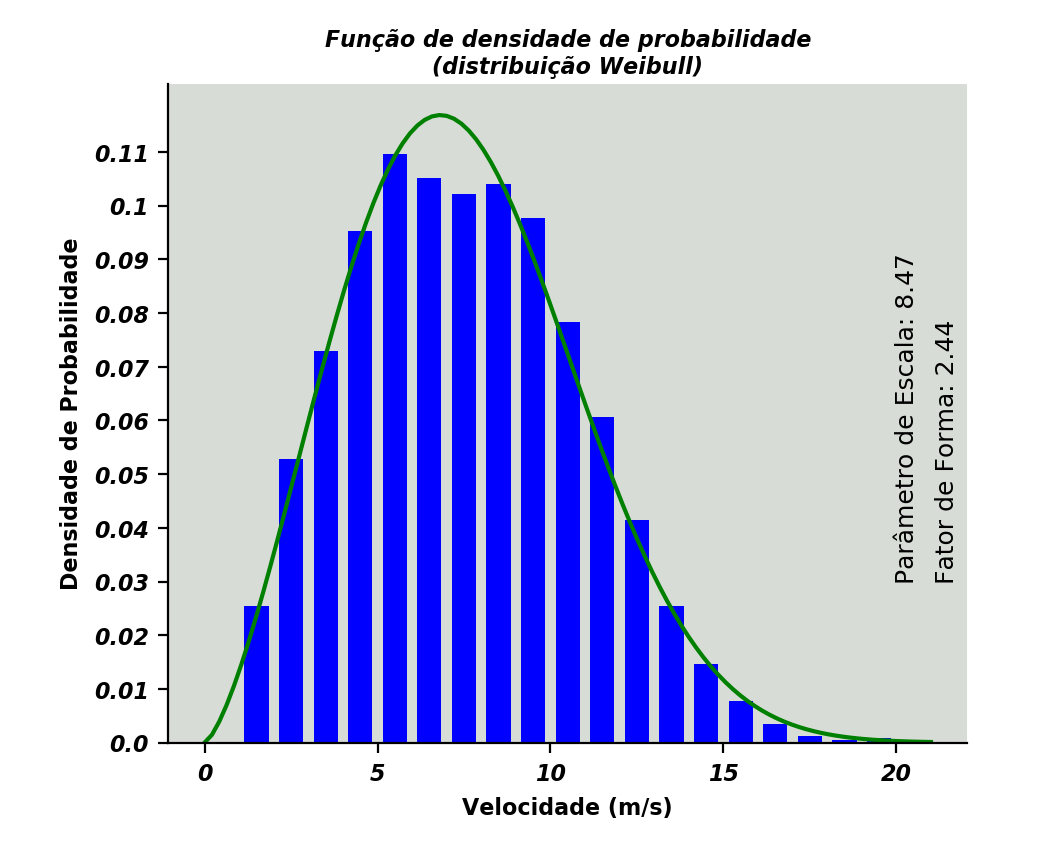 Função de densidade de probabilidade
(distribuição Weibull)
Densidade de Probabilidade
0.11
0.1
0.09
0.08
0.07
0.06
0.05
0.04
0.03
0.02
0.01
0.0
Parâmetro de Escala: 8.47
Fator de Forma: 2.44
0 5 10 15 20
Velocidade (m/s)